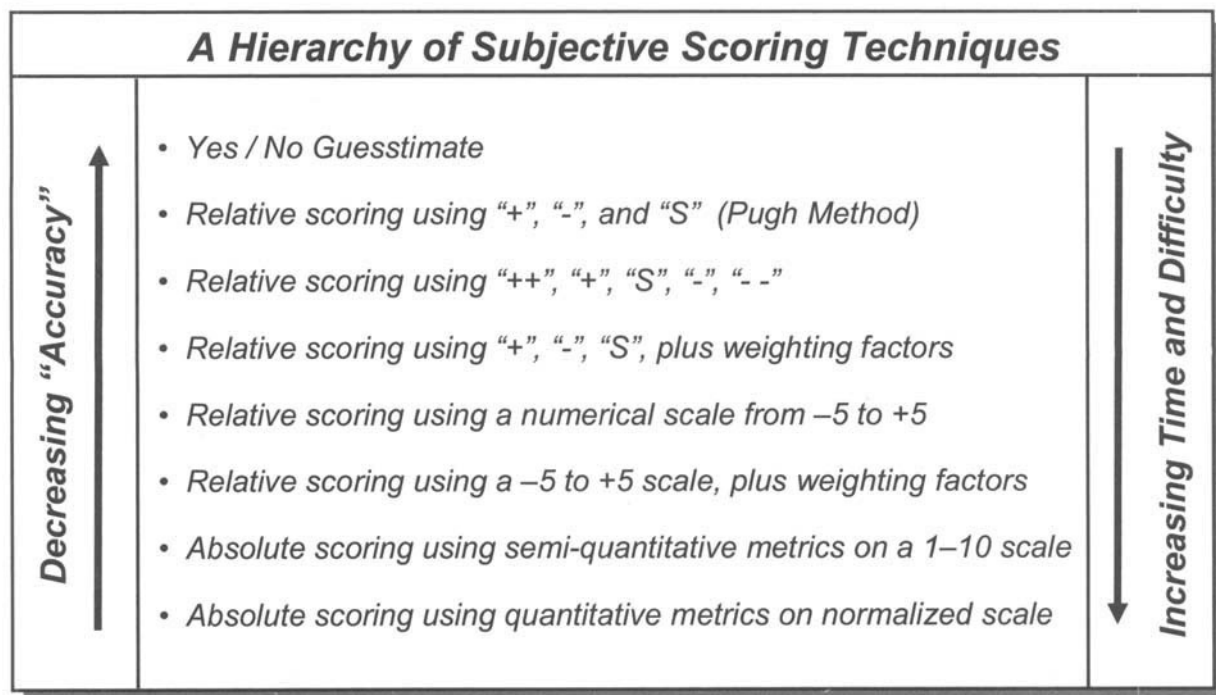 A Hierarchy of Subjective Scoring Techniques
Decreasing “Accuracy”
• Yes / No Guesstimate
• Relative scoring using “+”, “-”, and “S” (Pugh Method)
• Relative scoring using “++”, “+”, “S”, “-”, “- -”
• Relative scoring using “+”, “-”, “S”, plus weighting factors
• Relative scoring using a numerical scale from –5 to +5
• Relative scoring using a –5 to +5 scale, plus weighting factors
• Absolute scoring using semi-quantitative metrics on a 1–10 scale
• Absolute scoring using quantitative metrics on normalized scale
Increasing Time and Difficulty